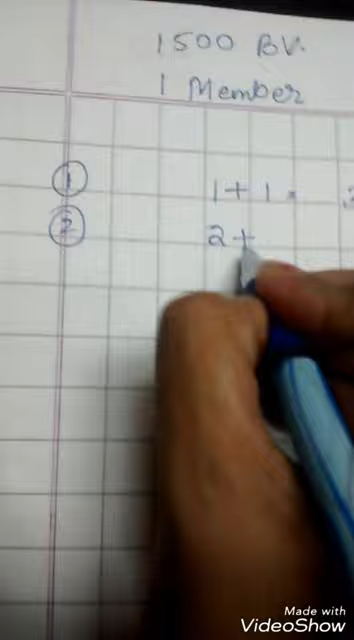 1500 BV.
1 Member
① 1 + 1 =
② 2 +
Made with
VideoShow